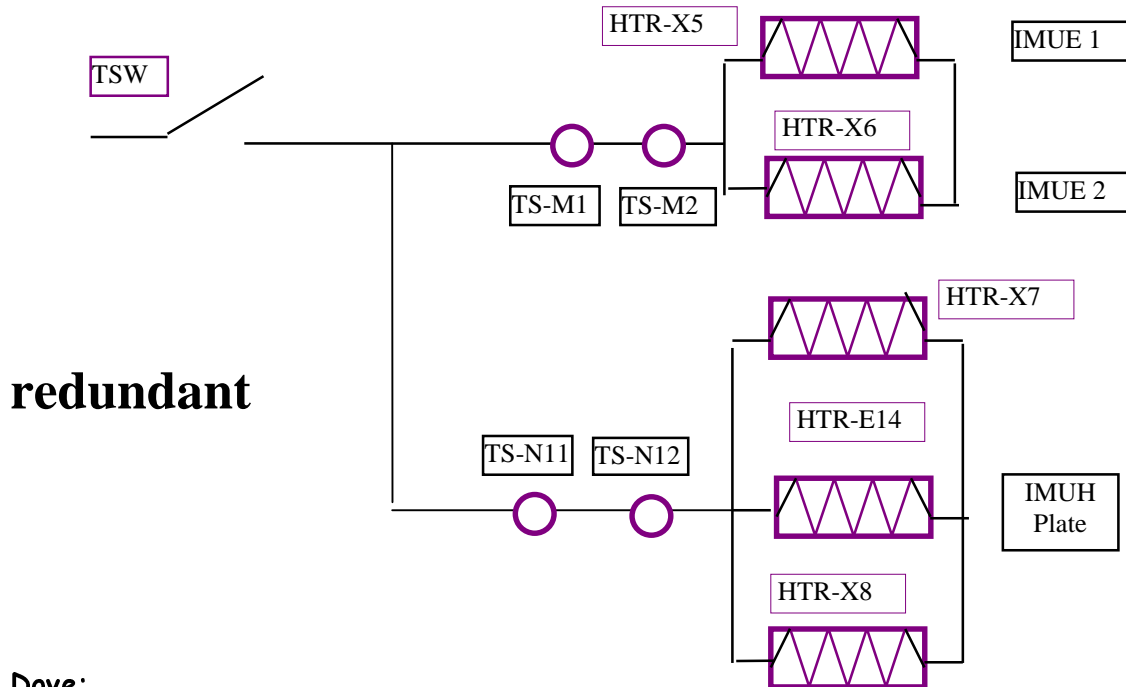 HTR-X5
IMUE 1
TSW
HTR-X6
TS-M1
TS-M2
IMUE 2
HTR-X7
redundant
HTR-E14
TS-N11
TS-N12
IMUH
Plate
HTR-X8
Dave: